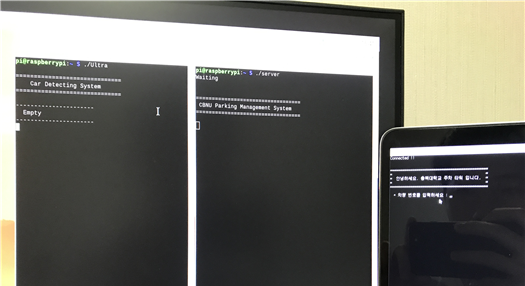 pi@raspberrypi:~ $ ./Ultra
==========================
Car Detecting System
==========================
--------------------
Empty
--------------------
pi@raspberrypi:~ $ ./server
Waiting
==========================
CBNU Parking Management System
==========================
Connected !!
안녕하세요. 충북대학교 주차 타워 입니다.
- 차량 번호를 입력하세요 : _